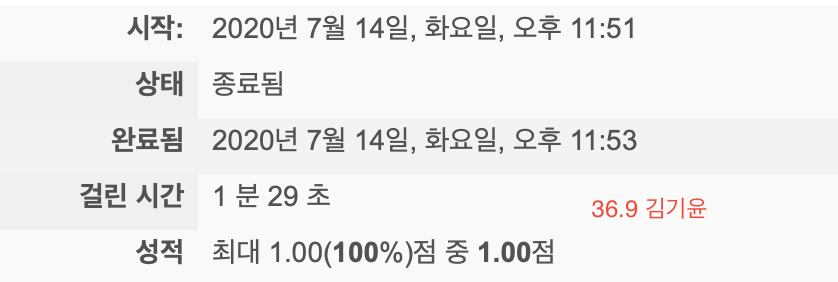 시작: 2020년 7월 14일, 화요일, 오후 11:51
상태 종료됨
완료됨 2020년 7월 14일, 화요일, 오후 11:53
걸린 시간 1 분 29 초
36.9 김기윤
성적 최대 1.00(100%)점 중 1.00점